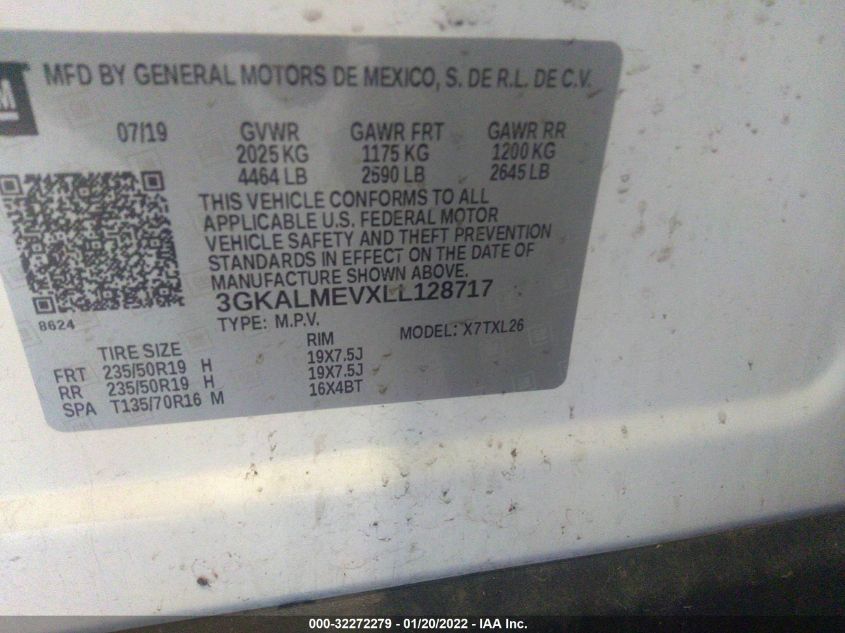 GM
MFD BY GENERAL MOTORS DE MEXICO, S. DE R.L. DE C.V.
07/19 GVWR GAWR FRT GAWR RR
2025 KG 1175 KG 1200 KG
4464 LB 2590 LB 2645 LB
THIS VEHICLE CONFORMS TO ALL
APPLICABLE U.S. FEDERAL MOTOR
VEHICLE SAFETY AND THEFT PREVENTION
STANDARDS IN EFFECT ON THE DATE OF
MANUFACTURE SHOWN ABOVE.
3GKALMEVXLL128717
8624
TYPE: M.P.V. MODEL: X7TXL26
TIRE SIZE RIM
FRT 235/50R19 H 19X7.5J
RR 235/50R19 H 19X7.5J
SPA T135/70R16 M 16X4BT
000-32272279 - 01/20/2022 - IAA Inc.